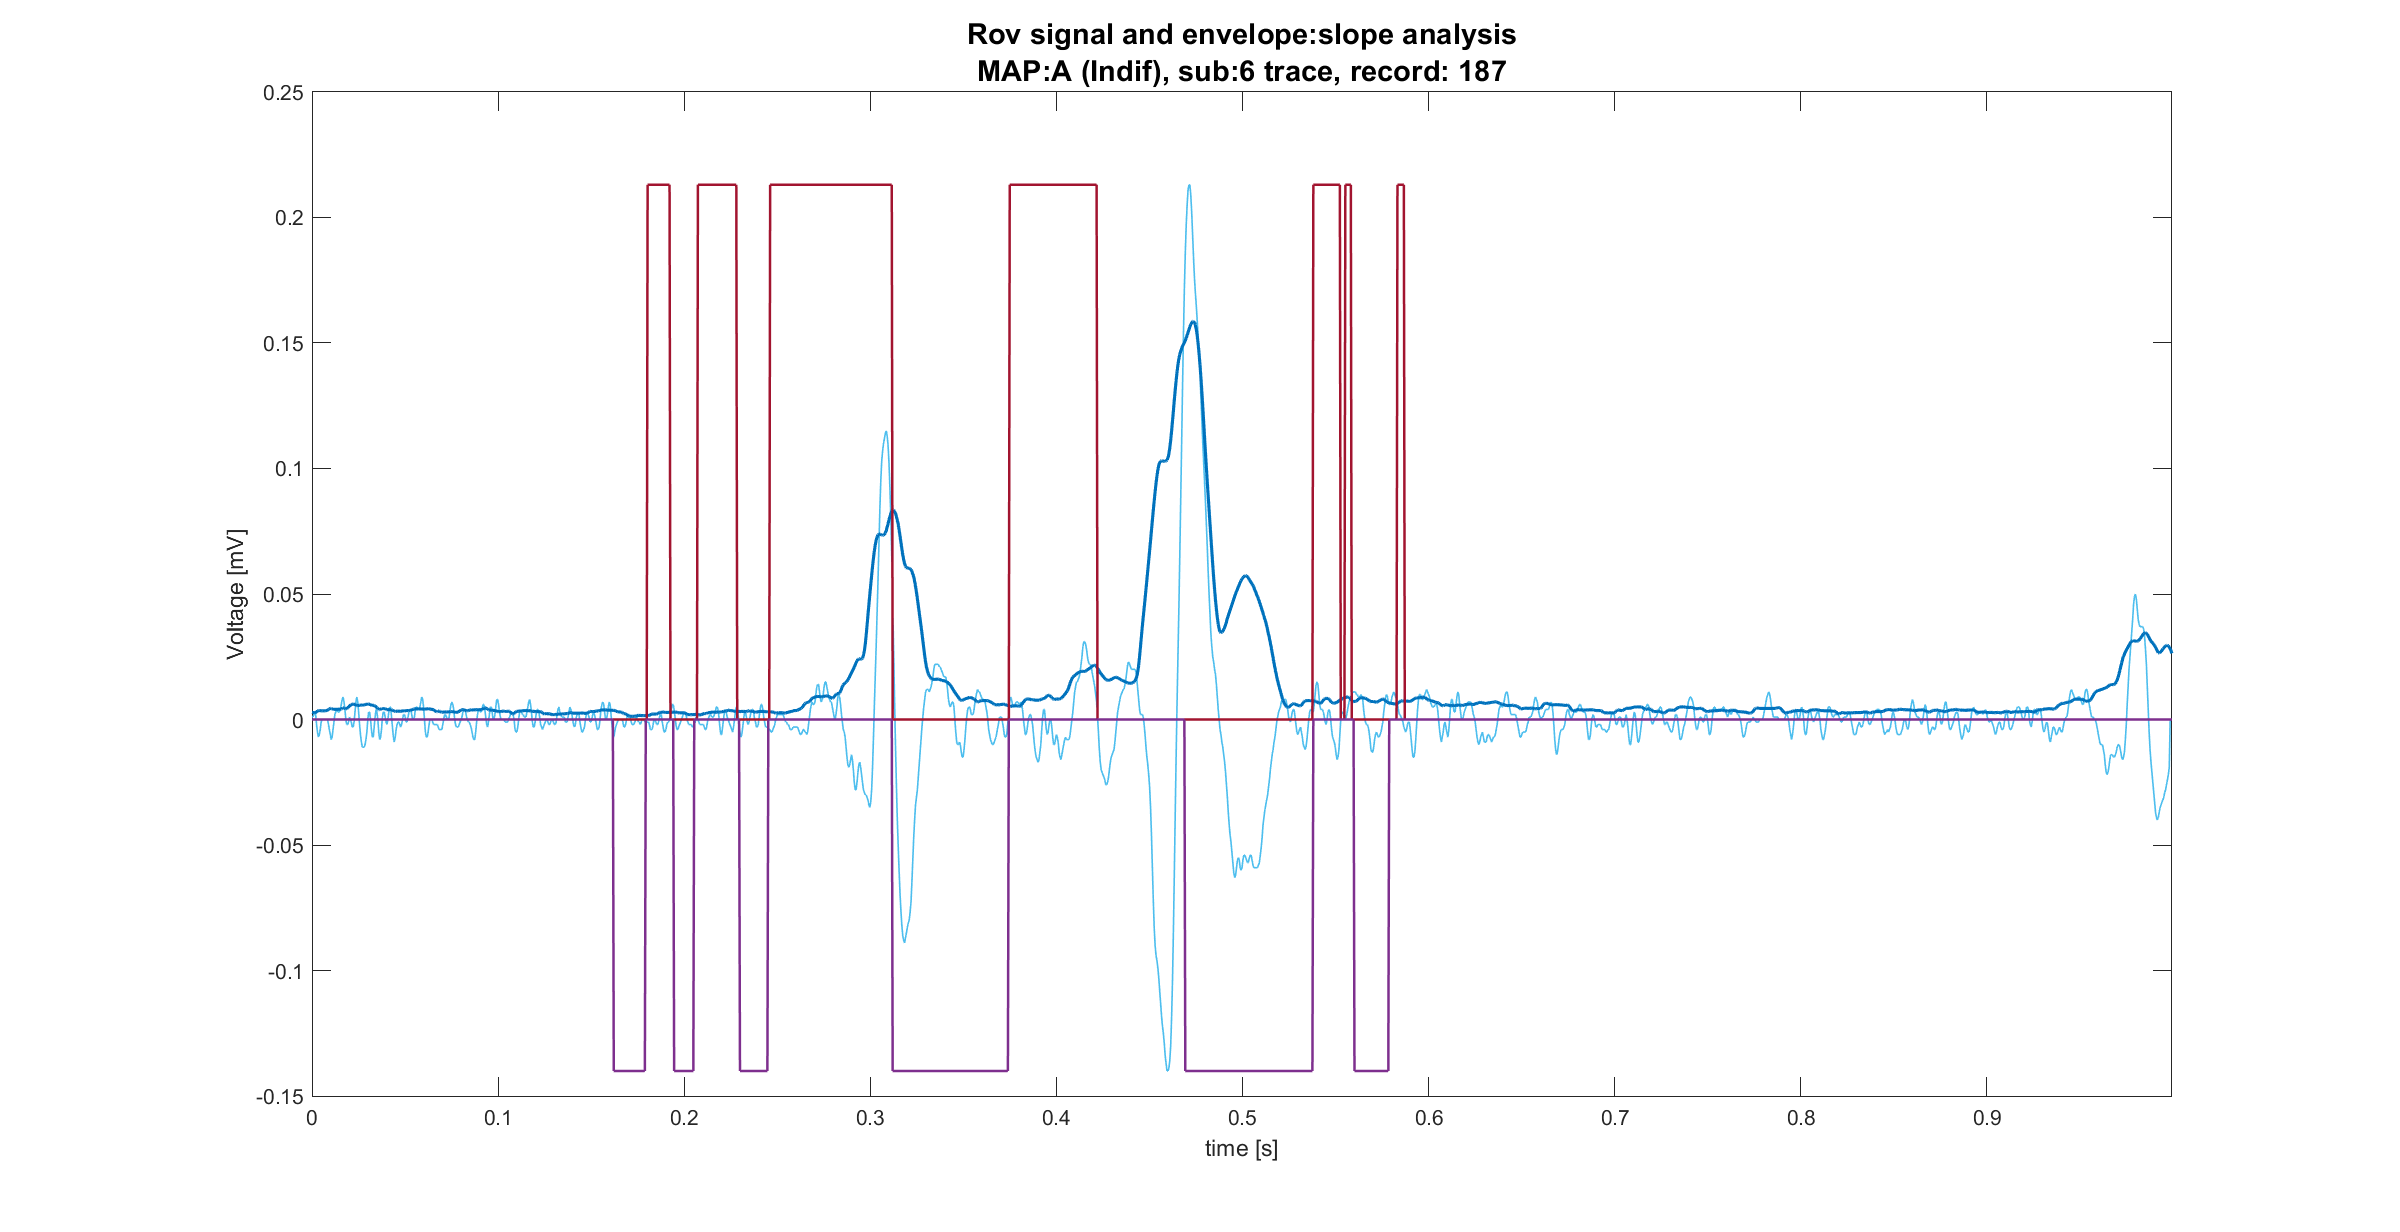 Rov signal and envelope:slope analysis
MAP:A (Indif), sub:6 trace, record: 187
0.25
0.2
0.15
0.1
0.05
0
-0.05
-0.1
-0.15
Voltage [mV]
0 0.1 0.2 0.3 0.4 0.5 0.6 0.7 0.8 0.9
time [s]